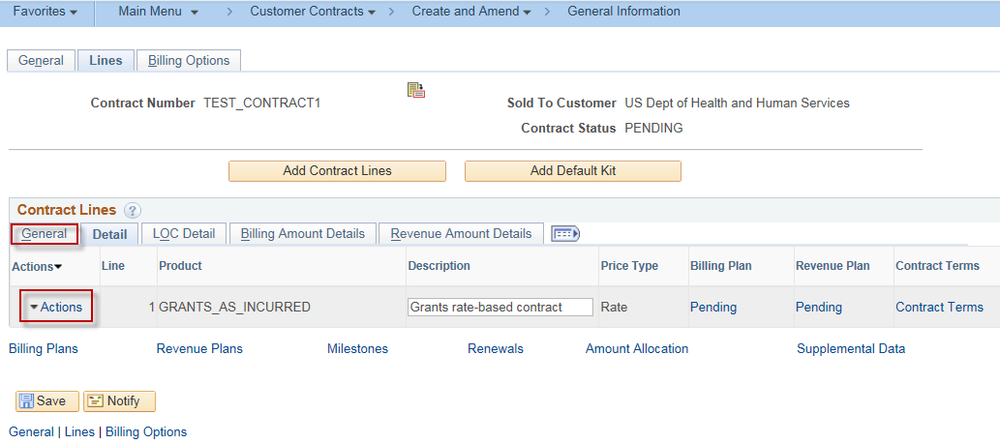 Favorites Main Menu > Customer Contracts > Create and Amend > General Information
General Lines Billing Options
Contract Number TEST_CONTRACT1 Sold To Customer US Dept of Health and Human Services
Contract Status PENDING
Add Contract Lines Add Default Kit
Contract Lines ?
General Detail LOC Detail Billing Amount Details Revenue Amount Details
Actions Line Product Description Price Type Billing Plan Revenue Plan Contract Terms
Actions 1 GRANTS_AS_INCURRED Grants rate-based contract Rate Pending Pending Contract Terms
Billing Plans Revenue Plans Milestones Renewals Amount Allocation Supplemental Data
Save Notify
General | Lines | Billing Options